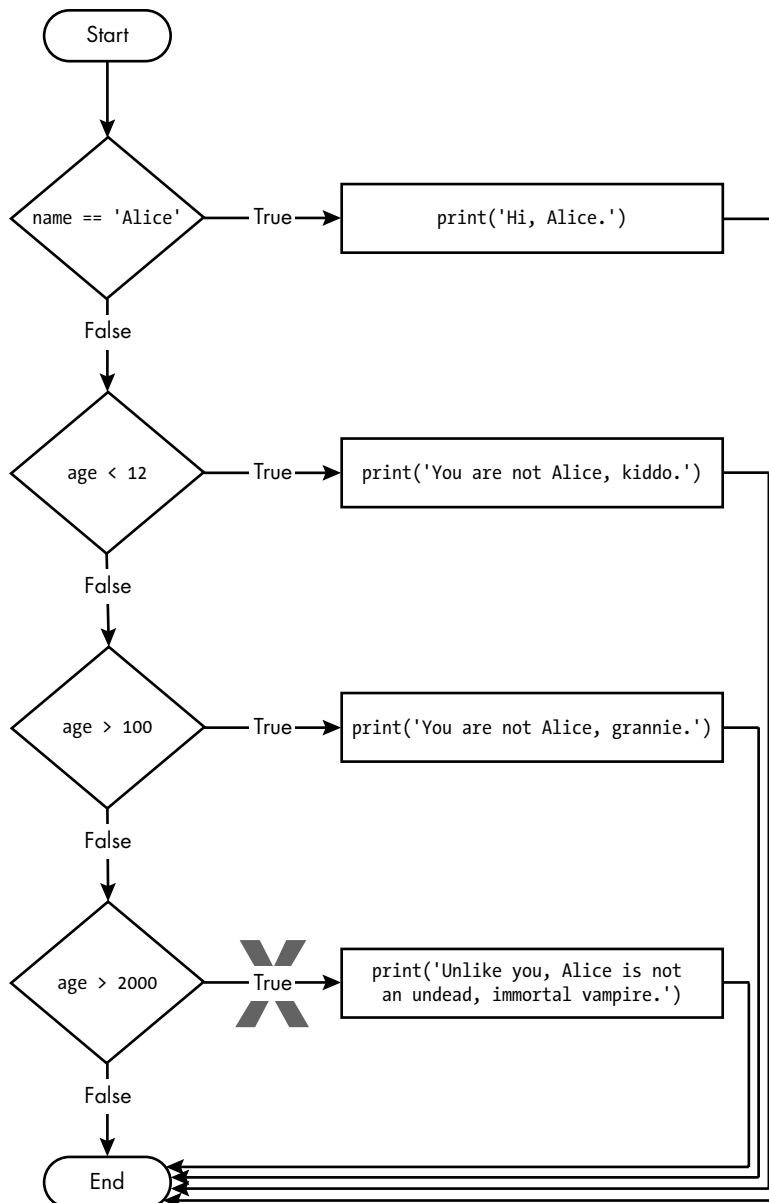 Start
name == 'Alice'
True
print('Hi, Alice.')
False
age < 12
True
print('You are not Alice, kiddo.')
False
age > 100
True
print('You are not Alice, grannie.')
False
age > 2000
True
print('Unlike you, Alice is not
an undead, immortal vampire.')
False
End